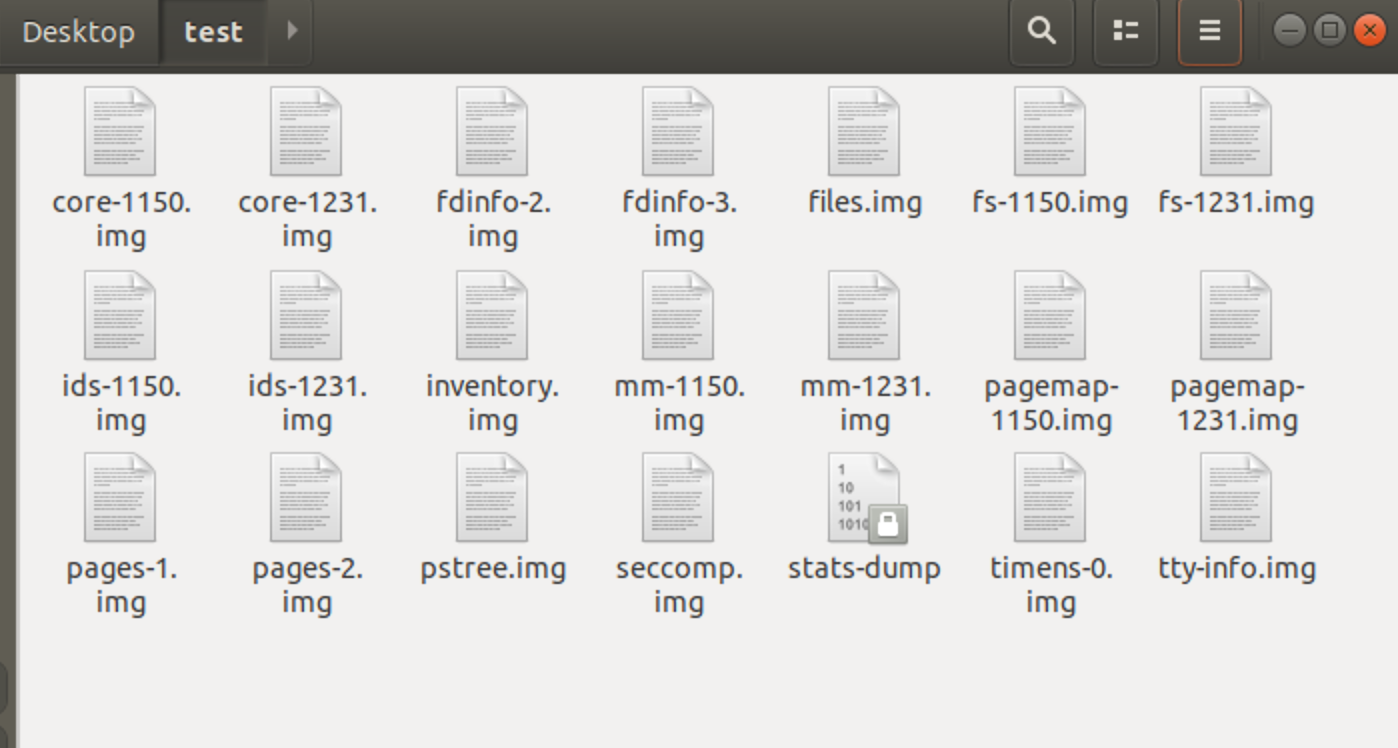 Desktop test
core-1150. core-1231. fdinfo-2. fdinfo-3. files.img fs-1150.img fs-1231.img
img img img img
ids-1150. ids-1231. inventory. mm-1150. mm-1231. pagemap- pagemap-
img img img img img 1150.img 1231.img
1
10
101
1010
pages-1. pages-2. pstree.img seccomp. stats-dump timens-0. tty-info.img
img img img img